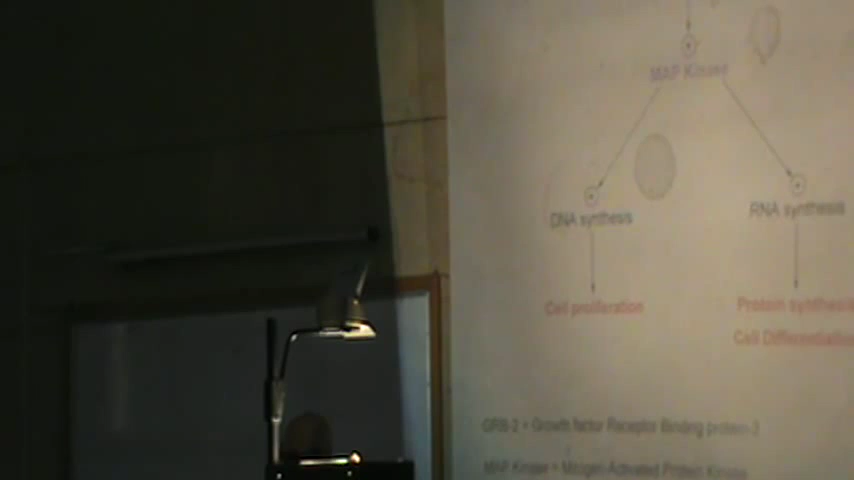 MAP Kinase
DNA synthesis RNA synthesis
Cell proliferation Protein synthesis
Cell Differentiation
GRB-2 = Growth factor Receptor Binding protein-2
MAP Kinase = Mitogen Activated Protein Kinase